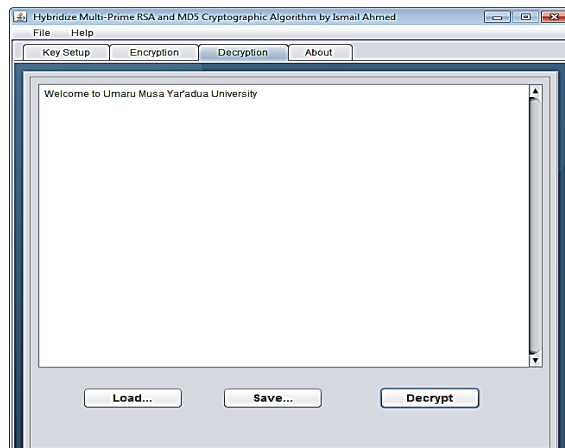 Hybridize Multi-Prime RSA and MD5 Cryptographic Algorithm by Ismail Ahmed
File Help
Key Setup Encryption Decryption About
Welcome to Umaru Musa Yar'adua University
Load... Save... Decrypt